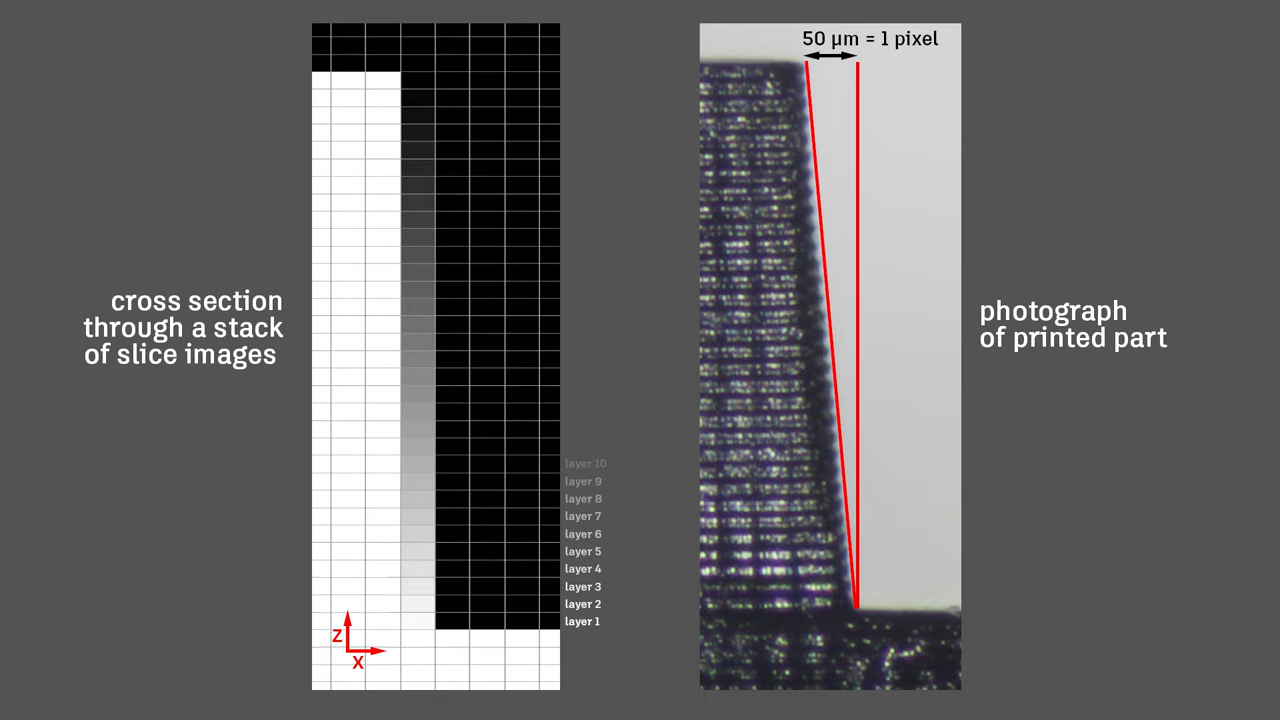 50 µm = 1 pixel
cross section
through a stack
of slice images
photograph
of printed part
layer 10
layer 9
layer 8
layer 7
layer 6
layer 5
layer 4
layer 3
layer 2
layer 1
Z
X